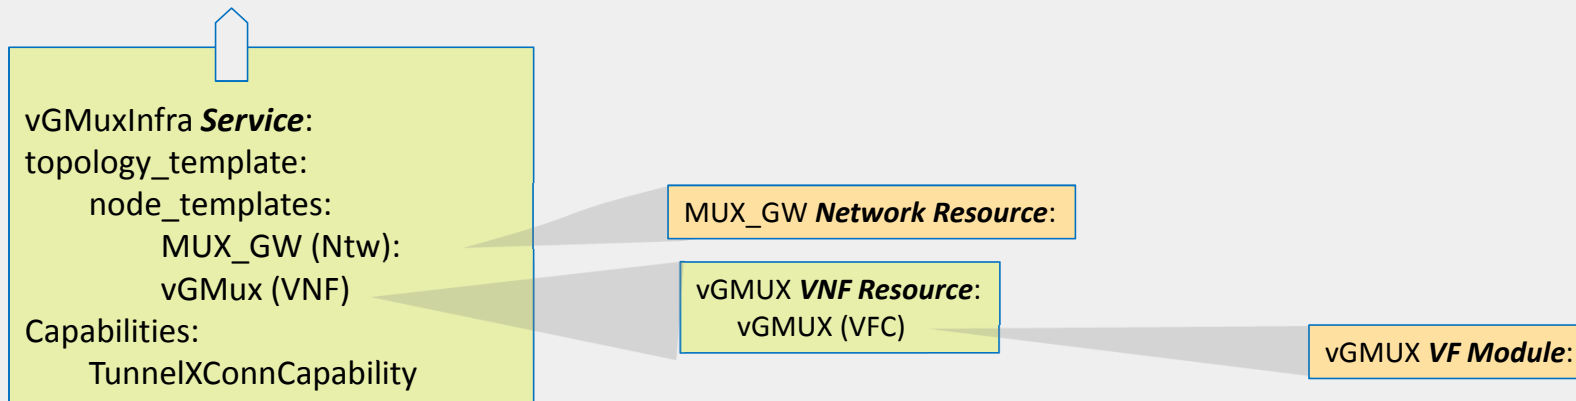 vGMuxInfra Service:
topology_template:
node_templates:
MUX_GW (Ntw):
vGMux (VNF)
Capabilities:
TunnelXConnCapability
MUX_GW Network Resource:
vGMUX VNF Resource:
vGMUX (VFC)
vGMUX VF Module: